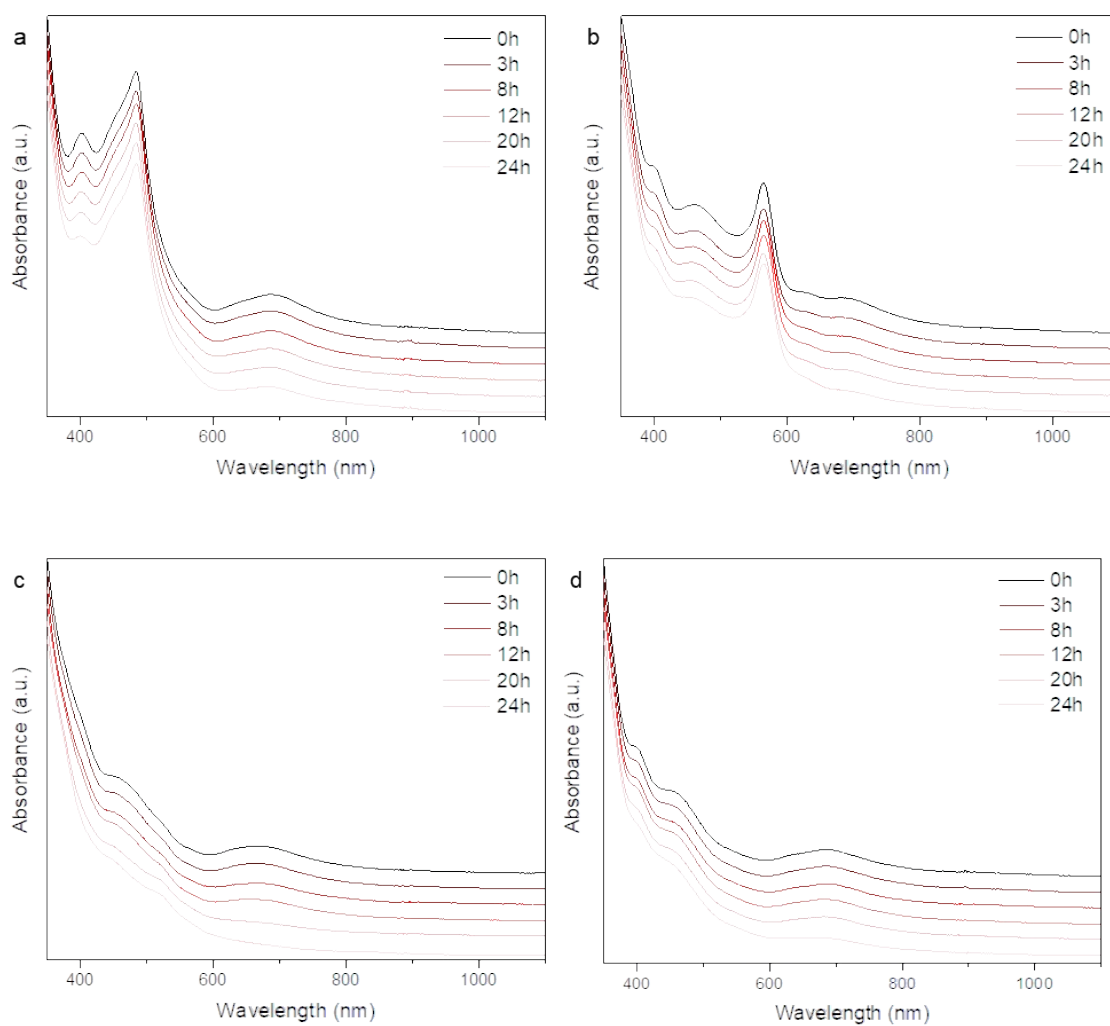 a
0h
3h
8h
12h
20h
24h
Absorbance (a.u.)
400 600 800 1000
Wavelength (nm)
b
0h
3h
8h
12h
20h
24h
Absorbance (a.u.)
400 600 800 1000
Wavelength (nm)
c
0h
3h
8h
12h
20h
24h
Absorbance (a.u.)
400 600 800 1000
Wavelength (nm)
d
0h
3h
8h
12h
20h
24h
Absorbance (a.u.)
400 600 800 1000
Wavelength (nm)